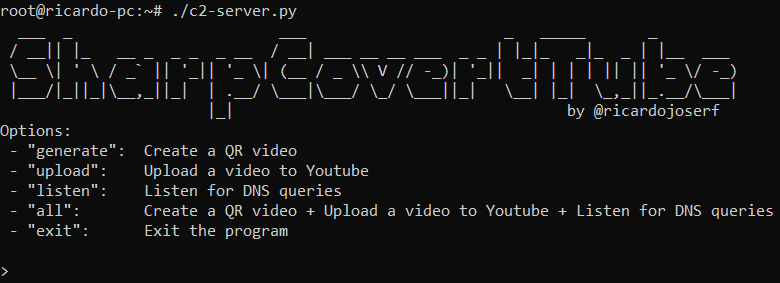 root@ricardo-pc:~# ./c2-server.py
SharpCovertTube
by @ricardojoserf
Options:
- "generate": Create a QR video
- "upload": Upload a video to Youtube
- "listen": Listen for DNS queries
- "all": Create a QR video + Upload a video to Youtube + Listen for DNS queries
- "exit": Exit the program
>